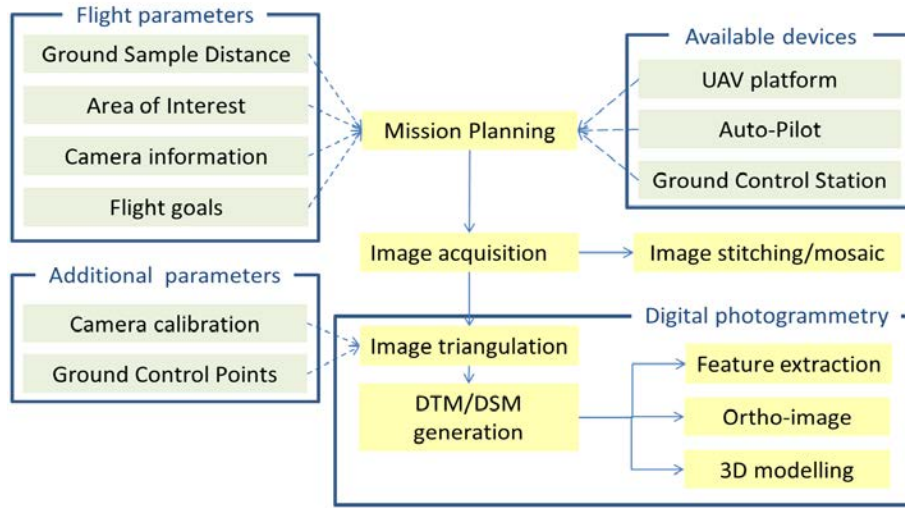 Flight parameters
Ground Sample Distance
Area of Interest
Camera information
Flight goals
Available devices
UAV platform
Auto-Pilot
Ground Control Station
Mission Planning
Image acquisition
Image stitching/mosaic
Additional parameters
Camera calibration
Ground Control Points
Digital photogrammetry
Image triangulation
DTM/DSM
generation
Feature extraction
Ortho-image
3D modelling